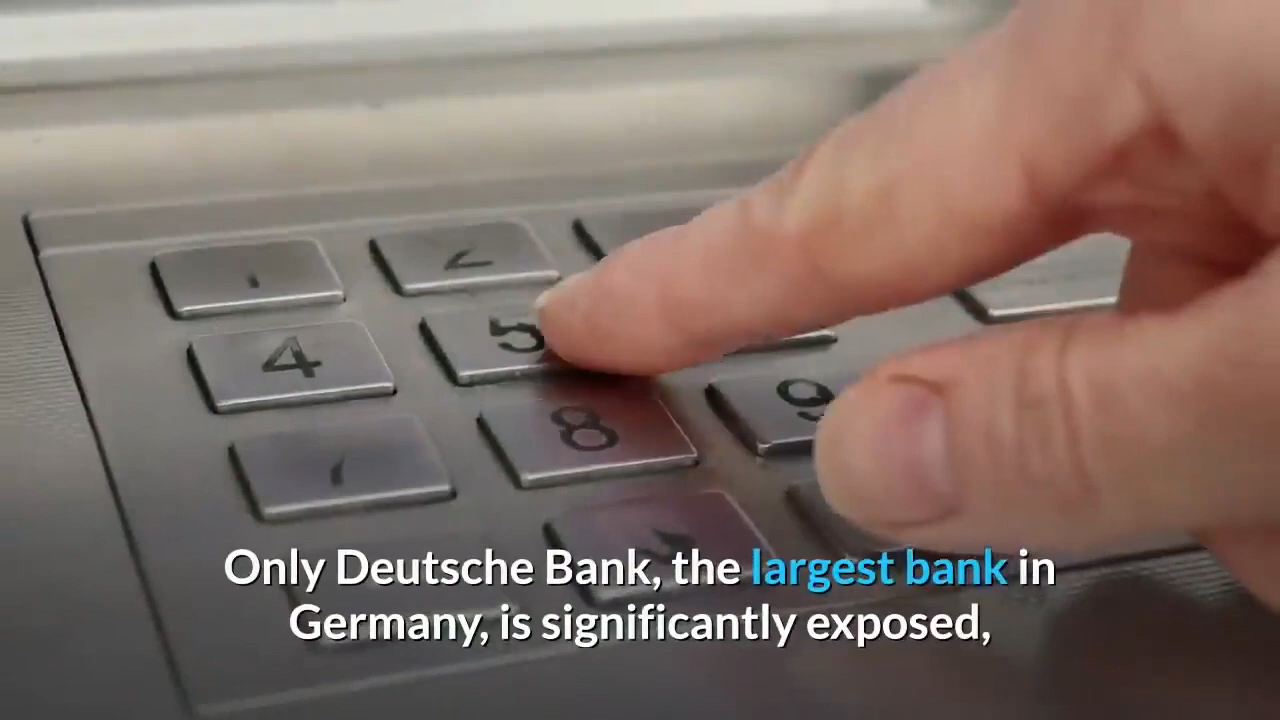 4
5
8
9
Only Deutsche Bank, the largest bank in
Germany, is significantly exposed,